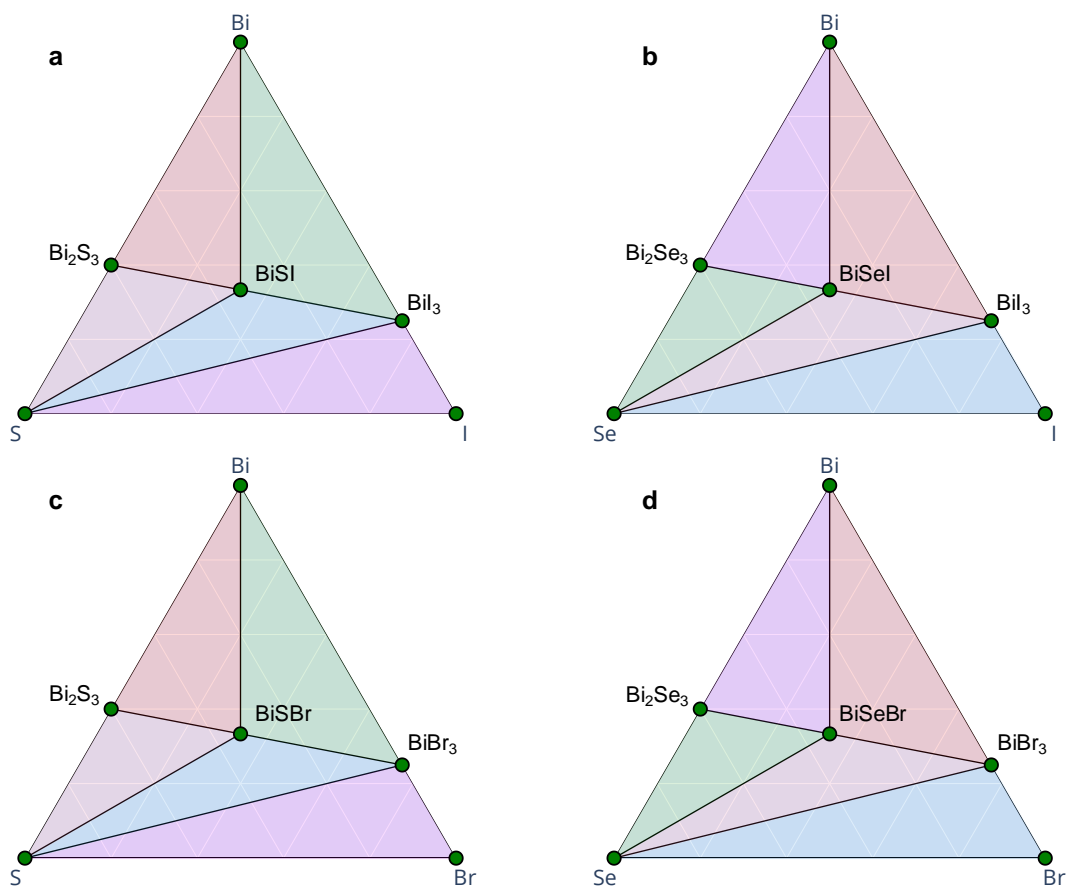 Bi
a
Bi₂S₃
BiSI
BiI₃
S
I
Bi
b
Bi₂Se₃
BiSeI
BiI₃
Se
I
Bi
c
Bi₂S₃
BiSBr
BiBr₃
S
Br
Bi
d
Bi₂Se₃
BiSeBr
BiBr₃
Se
Br